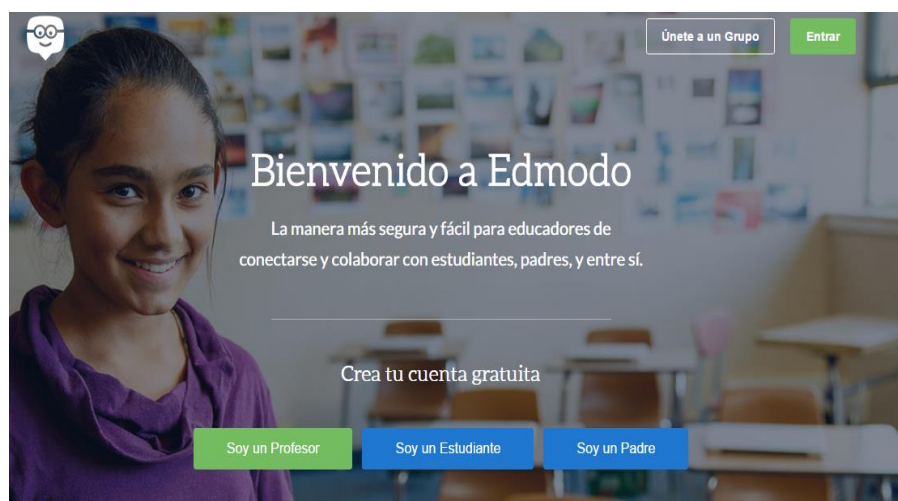 Únete a un Grupo
Entrar
Bienvenido a Edmodo
La manera más segura y fácil para educadores de
conectarse y colaborar con estudiantes, padres, y entre sí.
Crea tu cuenta gratuita
Soy un Profesor
Soy un Estudiante
Soy un Padre